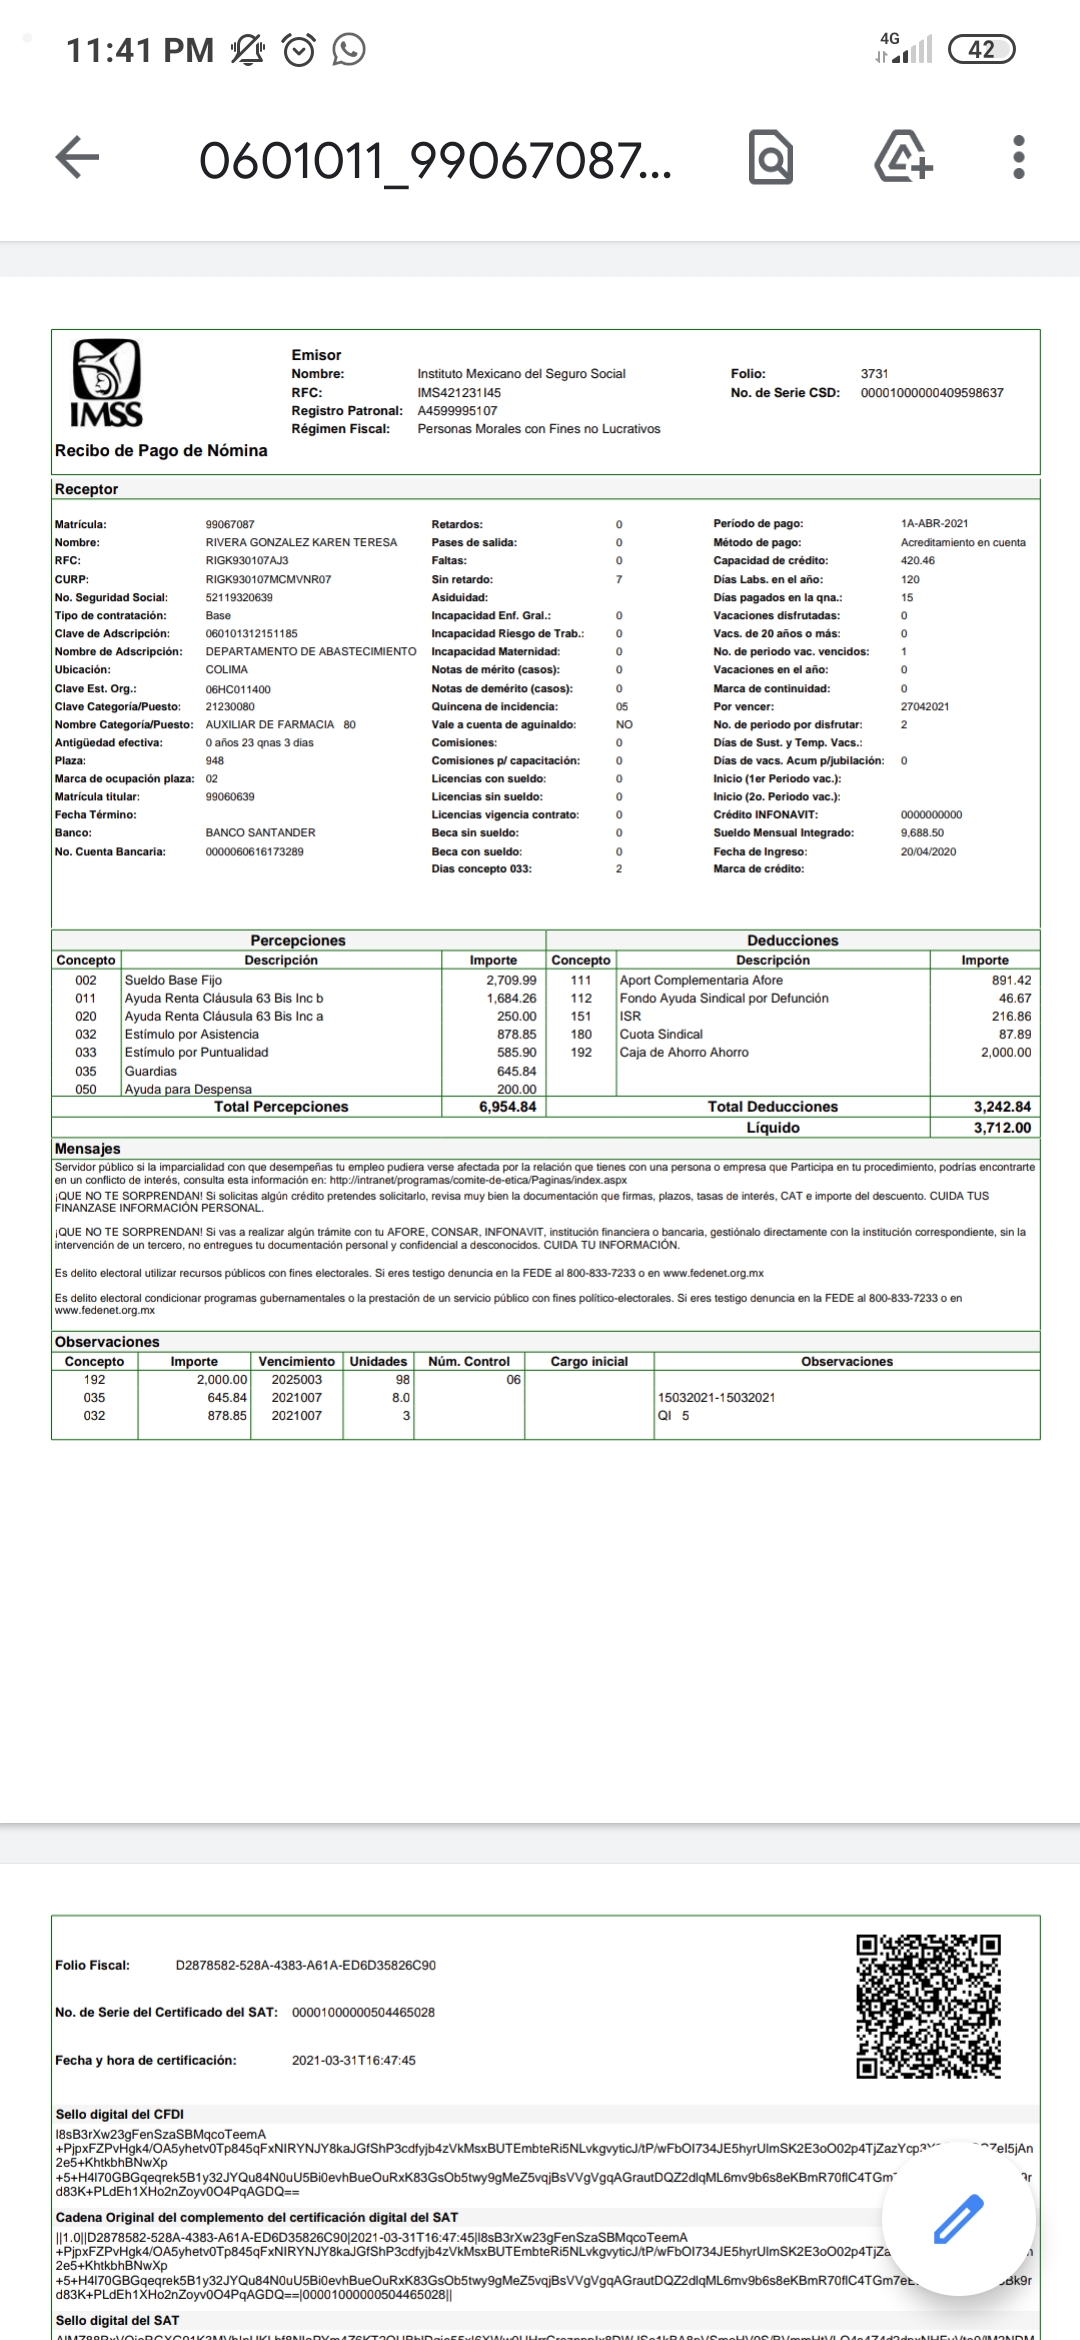 11:41 PM 4G 42
0601011_99067087...
IMSS
Recibo de Pago de Nómina
Emisor
Nombre: Instituto Mexicano del Seguro Social Folio: 3731
RFC: IMS421231I45 No. de Serie CSD: 00001000000409598637
Registro Patronal: A4599995107
Régimen Fiscal: Personas Morales con Fines no Lucrativos
Receptor
Matrícula: 99067087 Retardos: 0 Período de pago: 1A-ABR-2021
Nombre: RIVERA GONZALEZ KAREN TERESA Pases de salida: 0 Método de pago: Acreditamiento en cuenta
RFC: RIGK930107AJ3 Faltas: 0 Capacidad de crédito: 420.46
CURP: RIGK930107MCMVNR07 Sin retardo: 7 Días Labs. en el año: 120
No. Seguridad Social: 52119320639 Asiduidad: Días pagados en la qna.: 15
Tipo de contratación: Base Incapacidad Enf. Gral.: 0 Vacaciones disfrutadas: 0
Clave de Adscripción: 060101312151185 Incapacidad Riesgo de Trab.: 0 Vacs. de 20 años o más: 0
Nombre de Adscripción: DEPARTAMENTO DE ABASTECIMIENTO Incapacidad Maternidad: 0 No. de periodo vac. vencidos: 1
Ubicación: COLIMA Notas de mérito (casos): 0 Vacaciones en el año: 0
Clave Est. Org.: 06HC011400 Notas de demérito (casos): 0 Marca de continuidad: 0
Clave Categoría/Puesto: 21230080 Quincena de incidencia: 05 Por vencer: 27042021
Nombre Categoría/Puesto: AUXILIAR DE FARMACIA 80 Vale a cuenta de aguinaldo: NO No. de periodo por disfrutar: 2
Antigüedad efectiva: 0 años 23 qnas 3 dias Comisiones: 0 Días de Sust. y Temp. Vacs.:
Plaza: 948 Comisiones p/ capacitación: 0 Días de vacs. Acum p/jubilación: 0
Marca de ocupación plaza: 02 Licencias con sueldo: 0 Inicio (1er Periodo vac.):
Matrícula titular: 99060639 Licencias sin sueldo: 0 Inicio (2o. Periodo vac.):
Fecha Término: Licencias vigencia contrato: 0 Crédito INFONAVIT: 0000000000
Banco: BANCO SANTANDER Beca sin sueldo: 0 Sueldo Mensual Integrado: 9,688.50
No. Cuenta Bancaria: 0000060616173289 Beca con sueldo: 0 Fecha de Ingreso: 20/04/2020
Dias concepto 033: 2 Marca de crédito:
Percepciones Deducciones
Concepto Descripción Importe Concepto Descripción Importe
002 Sueldo Base Fijo 2,709.99 111 Aport Complementaria Afore 891.42
011 Ayuda Renta Cláusula 63 Bis Inc b 1,684.26 112 Fondo Ayuda Sindical por Defunción 46.67
020 Ayuda Renta Cláusula 63 Bis Inc a 250.00 151 ISR 216.86
032 Estímulo por Asistencia 878.85 180 Cuota Sindical 87.89
033 Estímulo por Puntualidad 585.90 192 Caja de Ahorro Ahorro 2,000.00
035 Guardias 645.84
050 Ayuda para Despensa 200.00
Total Percepciones 6,954.84 Total Deducciones 3,242.84
Líquido 3,712.00
Mensajes
Servidor público si la imparcialidad con que desempeñas tu empleo pudiera verse afectada por la relación que tienes con una persona o empresa que Participa en tu procedimiento, podrías encontrarte
en un conflicto de interés, consulta esta información en: http://intranet/programas/comite-de-etica/Paginas/index.aspx
¡QUE NO TE SORPRENDAN! Si solicitas algún crédito pretendes solicitarlo, revisa muy bien la documentación que firmas, plazos, tasas de interés, CAT e importe del descuento. CUIDA TUS
FINANZASE INFORMACIÓN PERSONAL.
¡QUE NO TE SORPRENDAN! Si vas a realizar algún trámite con tu AFORE, CONSAR, INFONAVIT, institución financiera o bancaria, gestiónalo directamente con la institución correspondiente, sin la
intervención de un tercero, no entregues tu documentación personal y confidencial a desconocidos. CUIDA TU INFORMACIÓN.
Es delito electoral utilizar recursos públicos con fines electorales. Si eres testigo denuncia en la FEDE al 800-833-7233 o en www.fedenet.org.mx
Es delito electoral condicionar programas gubernamentales o la prestación de un servicio público con fines político-electorales. Si eres testigo denuncia en la FEDE al 800-833-7233 o en
www.fedenet.org.mx
Observaciones
Concepto Importe Vencimiento Unidades Núm. Control Cargo inicial Observaciones
192 2,000.00 2025003 98 06
035 645.84 2021007 8.0 15032021-15032021
032 878.85 2021007 3 QI 5
Folio Fiscal: D2878582-528A-4383-A61A-ED6D35826C90
No. de Serie del Certificado del SAT: 00001000000504465028
Fecha y hora de certificación: 2021-03-31T16:47:45
Sello digital del CFDI
I8sB3rXw23gFenSzaSBMqcoTeemA
2e5+KhtkbhBNwXp
d83K+PLdEh1XHo2nZoyv0O4PqAGDQ==
Cadena Original del complemento del certificación digital del SAT
||1.0||D2878582-528A-4383-A61A-ED6D35826C90|2021-03-31T16:47:45|I8sB3rXw23gFenSzaSBMqcoTeemA
2e5+KhtkbhBNwXp
d83K+PLdEh1XHo2nZoyv0O4PqAGDQ==|00001000000504465028||
Sello digital del SAT